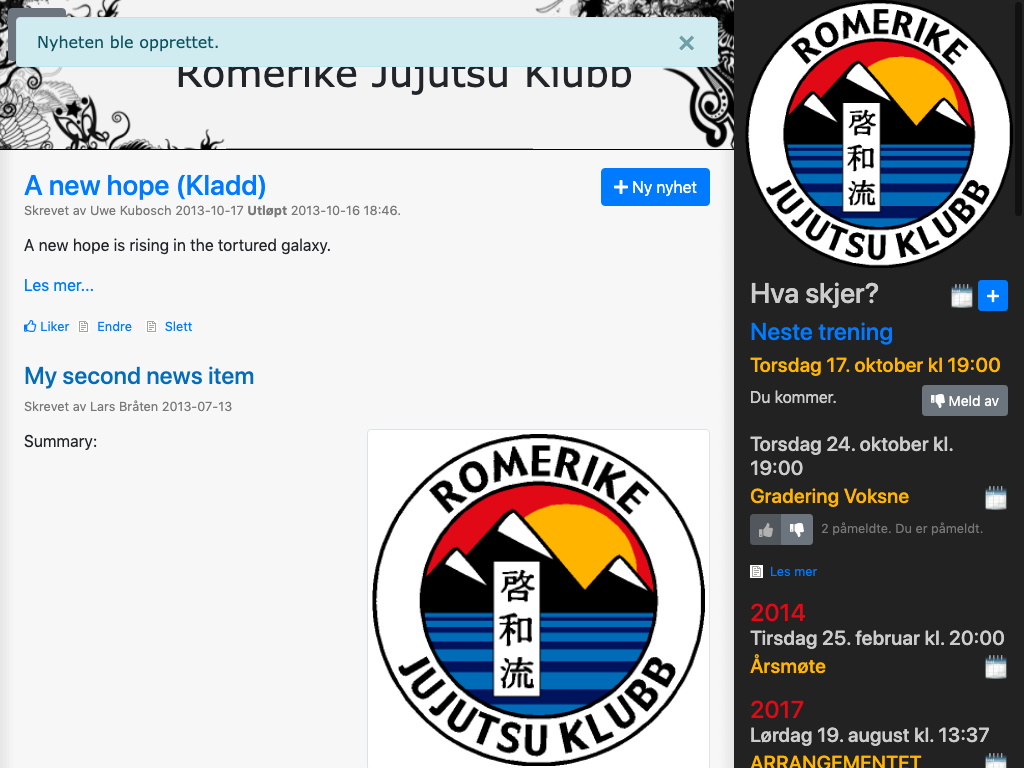 Nyheten ble opprettet.
×
Romerike Jujutsu Klubb
A new hope (Kladd)
Ny nyhet
Skrevet av Uwe Kubosch 2013-10-17 Utløpt 2013-10-16 18:46.
A new hope is rising in the tortured galaxy.
Les mer...
Liker Endre Slett
My second news item
Skrevet av Lars Bråten 2013-07-13
Summary:
ROMERIKE
啓和流
JUJUTSU KLUBB
ROMERIKE
啓和流
JUJUTSU KLUBB
Hva skjer?
Neste trening
Torsdag 17. oktober kl 19:00
Du kommer.
Meld av
Torsdag 24. oktober kl.
19:00
Gradering Voksne
2 påmeldte. Du er påmeldt.
Les mer
2014
Tirsdag 25. februar kl. 20:00
Årsmøte
2017
Lørdag 19. august kl. 13:37
ARRANGEMENTET